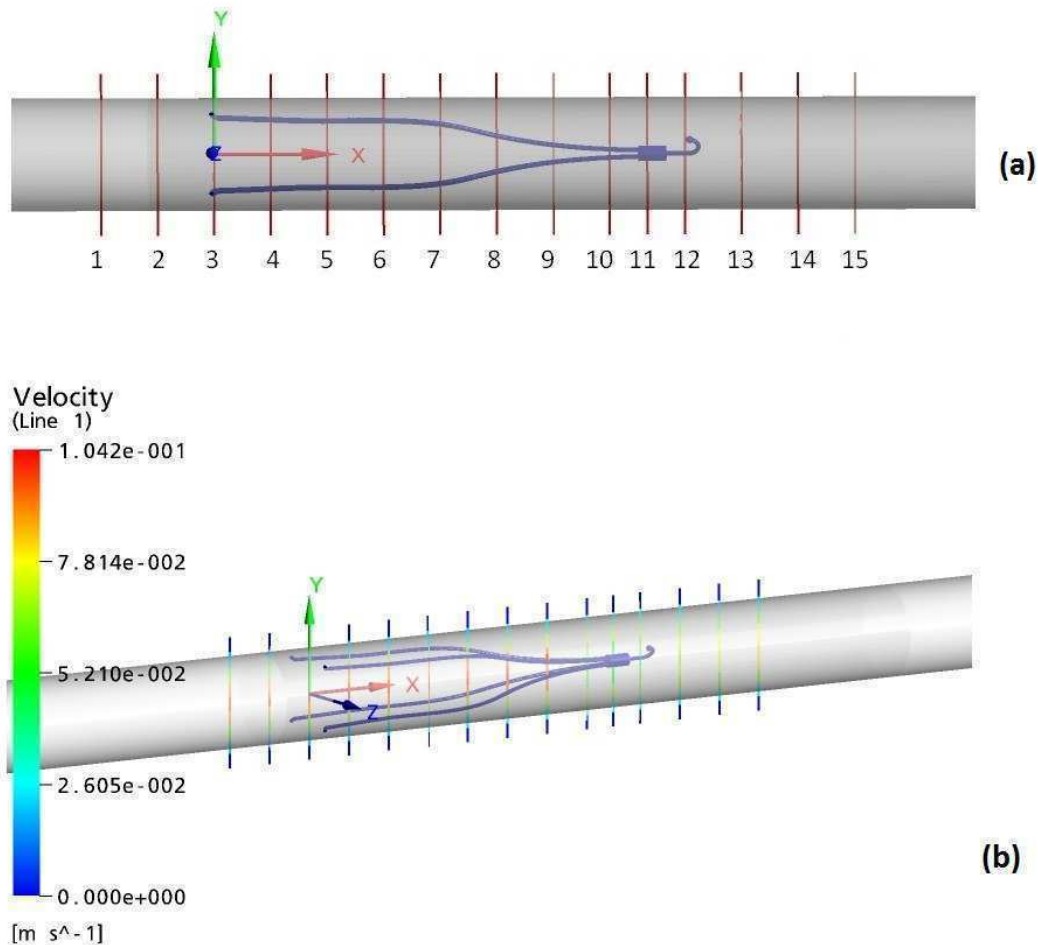 Y
Z
X
(a)
1 2 3 4 5 6 7 8 9 10 11 12 13 14 15
Velocity
(Line 1)
1.042e-001
7.814e-002
5.210e-002
2.605e-002
0.000e+000
[m s^-1]
Y
X
Z
(b)